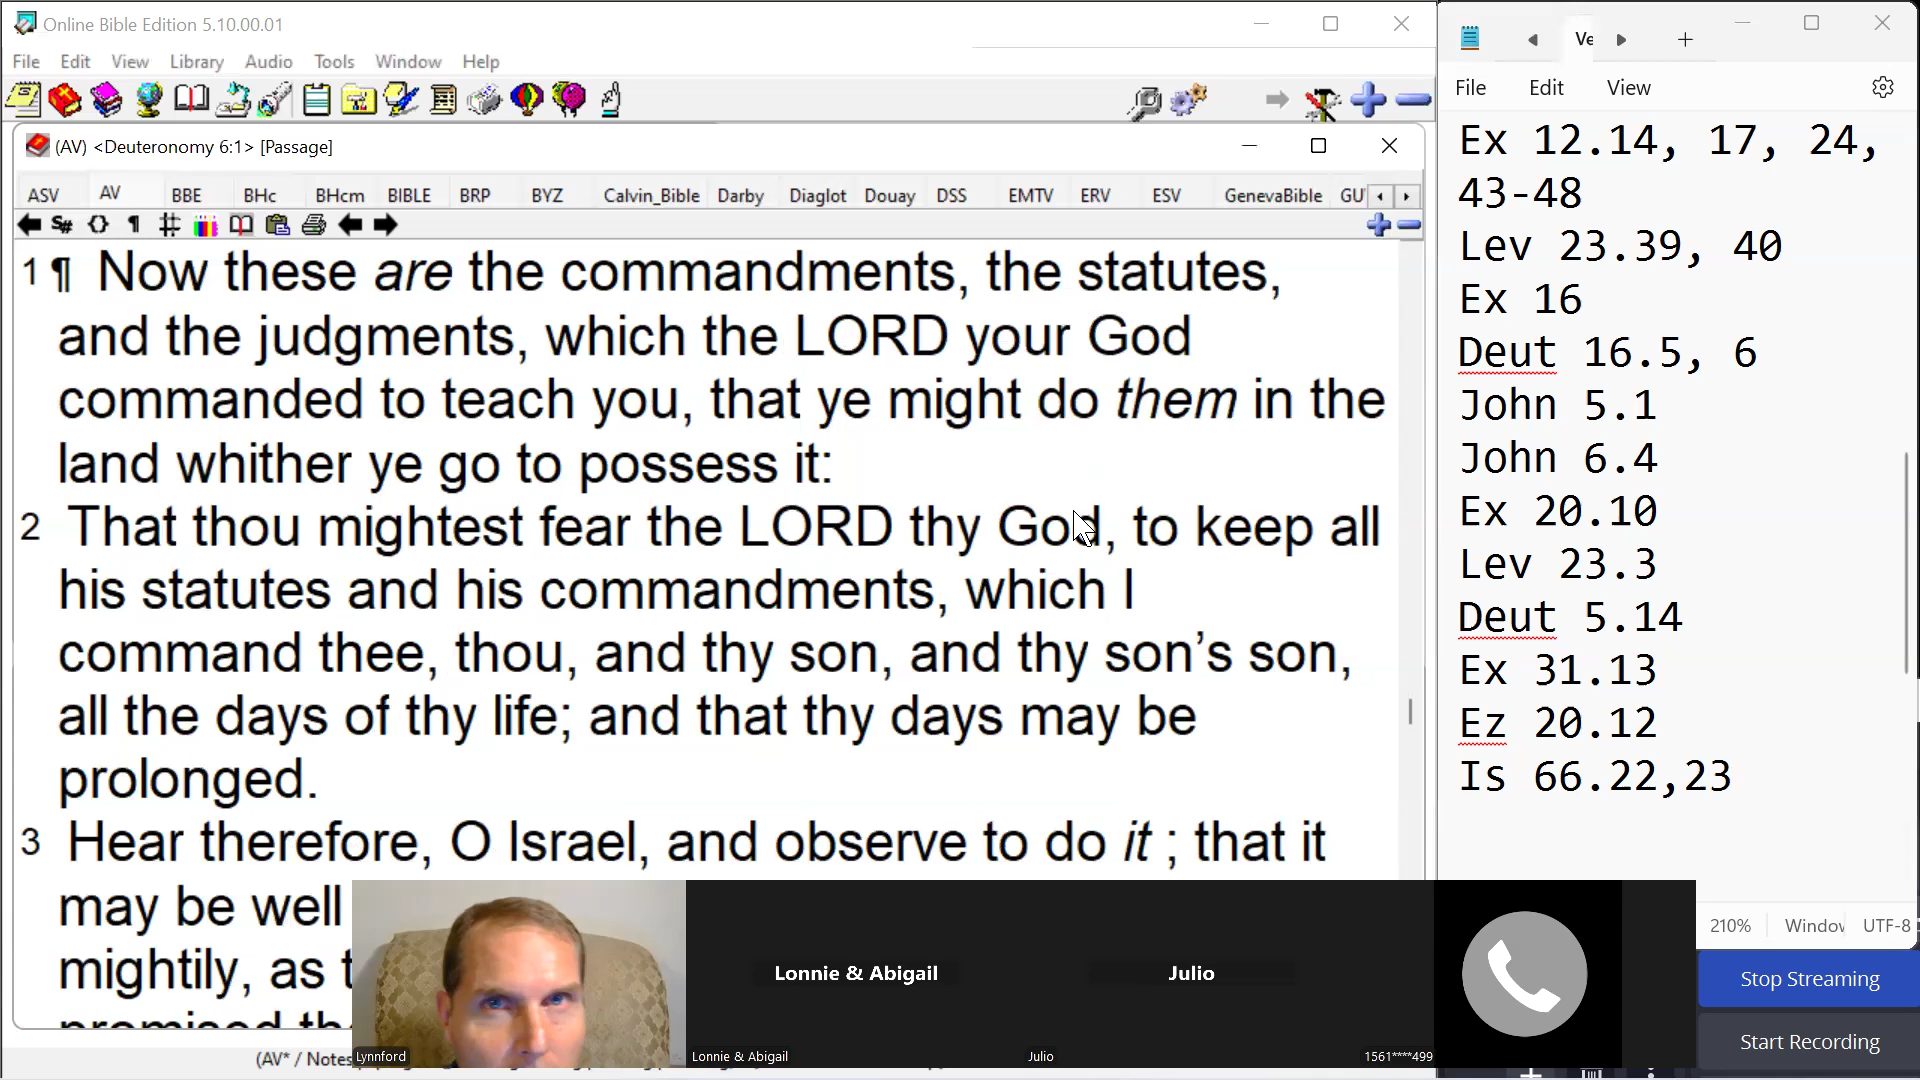 Online Bible Edition 5.10.00.01
File Edit View Library Audio Tools Window Help
(AV) <Deuteronomy 6:1> [Passage]
ASV AV BBE BHc BHcm BIBLE BRP BYZ Calvin_Bible Darby Diaglot Douay DSS EMTV ERV ESV GenevaBible GU
1 ¶ Now these are the commandments, the statutes,
and the judgments, which the LORD your God
commanded to teach you, that ye might do them in the
land whither ye go to possess it:
2 That thou mightest fear the LORD thy God, to keep all
his statutes and his commandments, which I
command thee, thou, and thy son, and thy son's son,
all the days of thy life; and that thy days may be
prolonged.
3 Hear therefore, O Israel, and observe to do it ; that it
may be well
mightily, as
promised
(AV* / Notes
Ve
File Edit View
Ex 12.14, 17, 24,
43-48
Lev 23.39, 40
Ex 16
Deut 16.5, 6
John 5.1
John 6.4
Ex 20.10
Lev 23.3
Deut 5.14
Ex 31.13
Ez 20.12
Is 66.22,23
210% Window UTF-8
Lonnie & Abigail
Julio
Lynnford
Lonnie & Abigail
Julio
1561****499
Stop Streaming
Start Recording